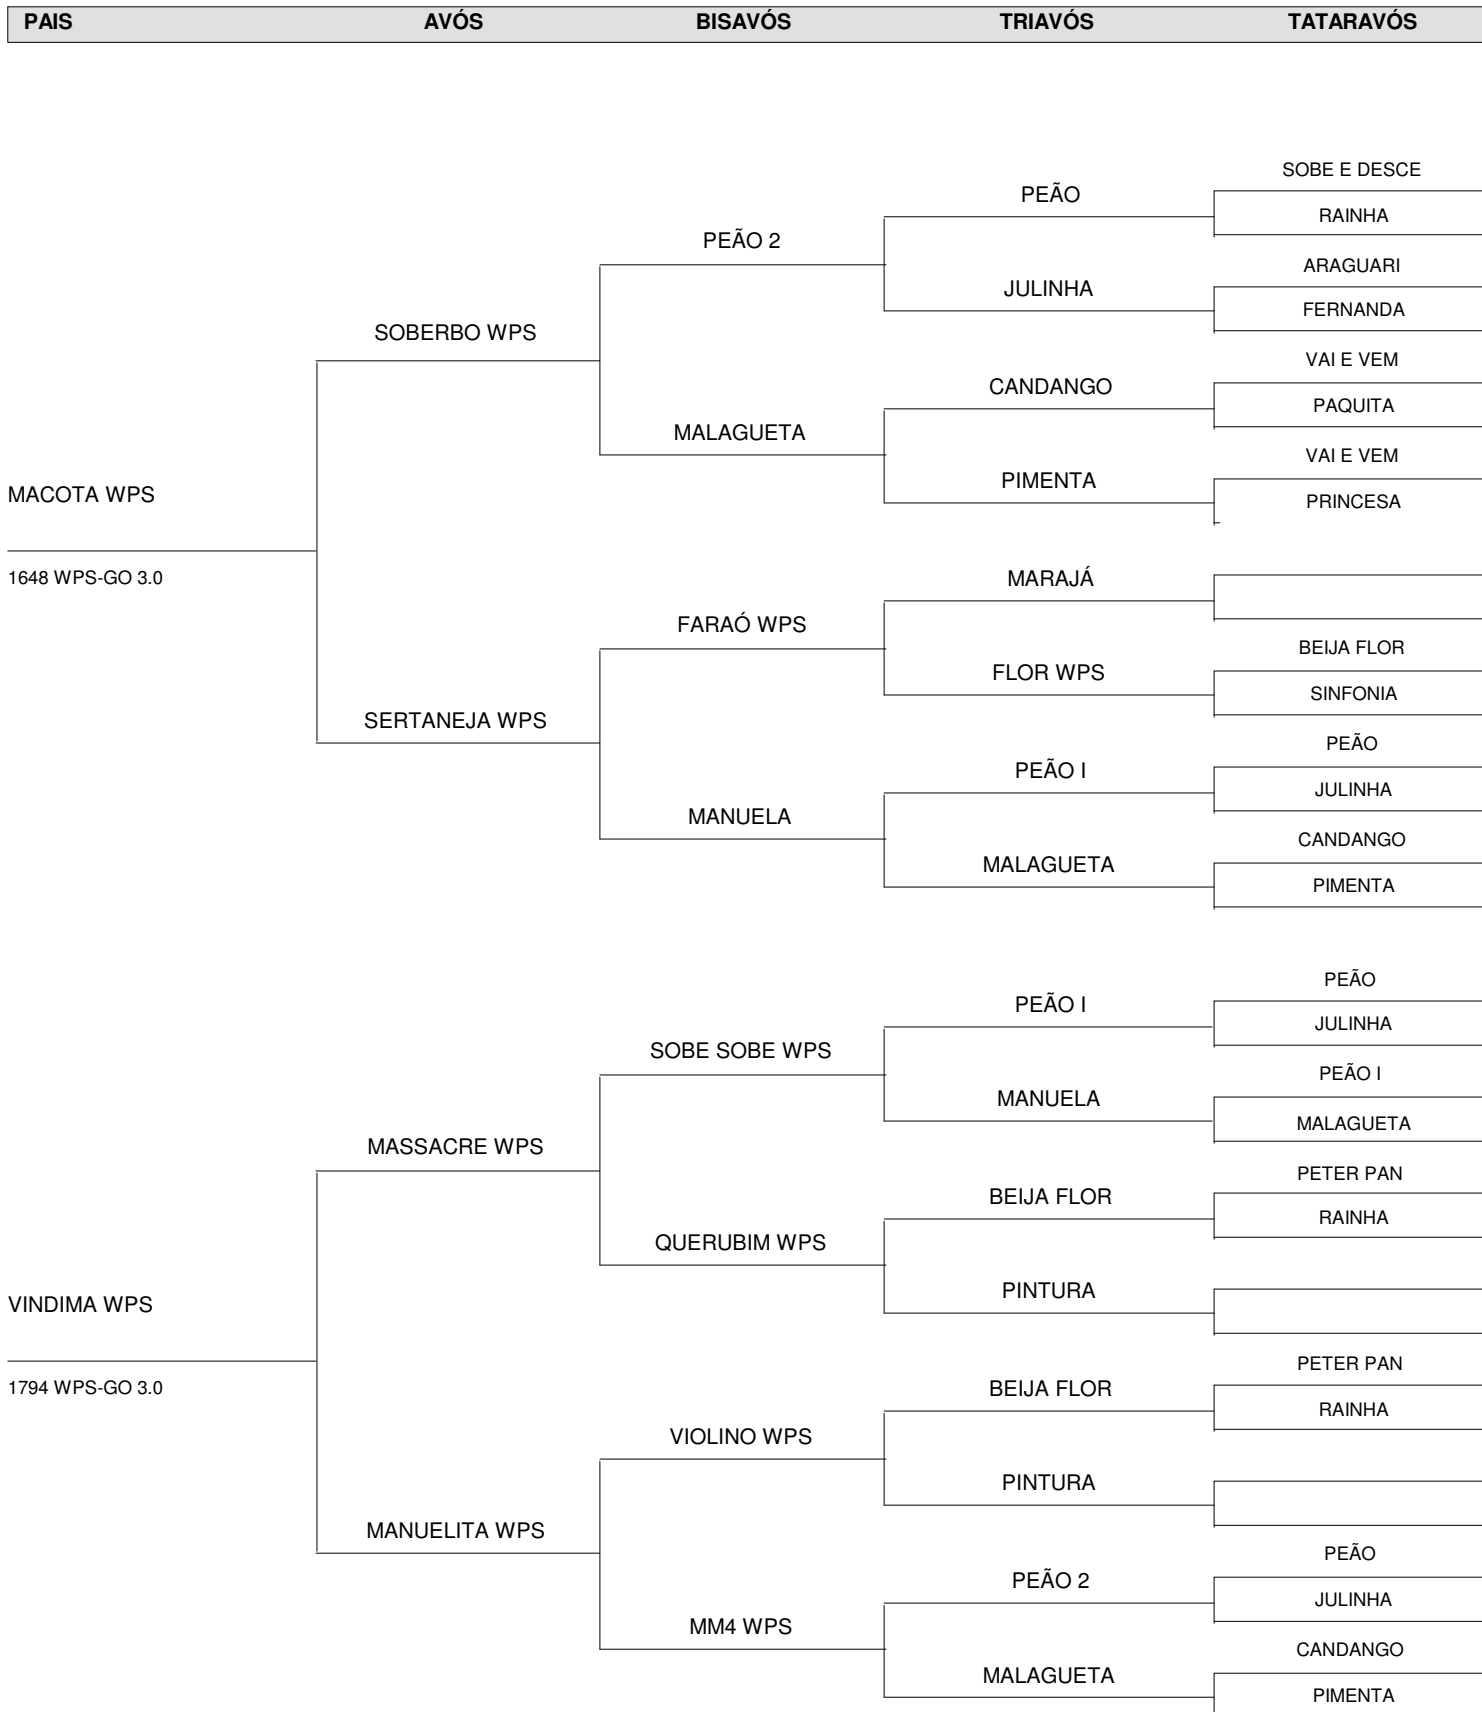 PAIS AVÓS BISAVÓS TRIAVÓS TATARAVÓS
SOBE E DESCE
PEÃO
RAINHA
PEÃO 2
ARAGUARI
JULINHA
FERNANDA
SOBERBO WPS
VAI E VEM
CANDANGO
PAQUITA
MALAGUETA
VAI E VEM
PIMENTA
MACOTA WPS
PRINCESA
1648 WPS-GO 3.0
MARAJÁ
FARAÓ WPS
BEIJA FLOR
FLOR WPS
SINFONIA
SERTANEJA WPS
PEÃO
PEÃO I
JULINHA
MANUELA
CANDANGO
MALAGUETA
PIMENTA
PEÃO
PEÃO I
JULINHA
SOBE SOBE WPS
PEÃO I
MANUELA
MALAGUETA
MASSACRE WPS
PETER PAN
BEIJA FLOR
RAINHA
QUERUBIM WPS
PINTURA
VINDIMA WPS
PETER PAN
1794 WPS-GO 3.0
BEIJA FLOR
RAINHA
VIOLINO WPS
PINTURA
MANUELITA WPS
PEÃO
PEÃO 2
JULINHA
MM4 WPS
CANDANGO
MALAGUETA
PIMENTA